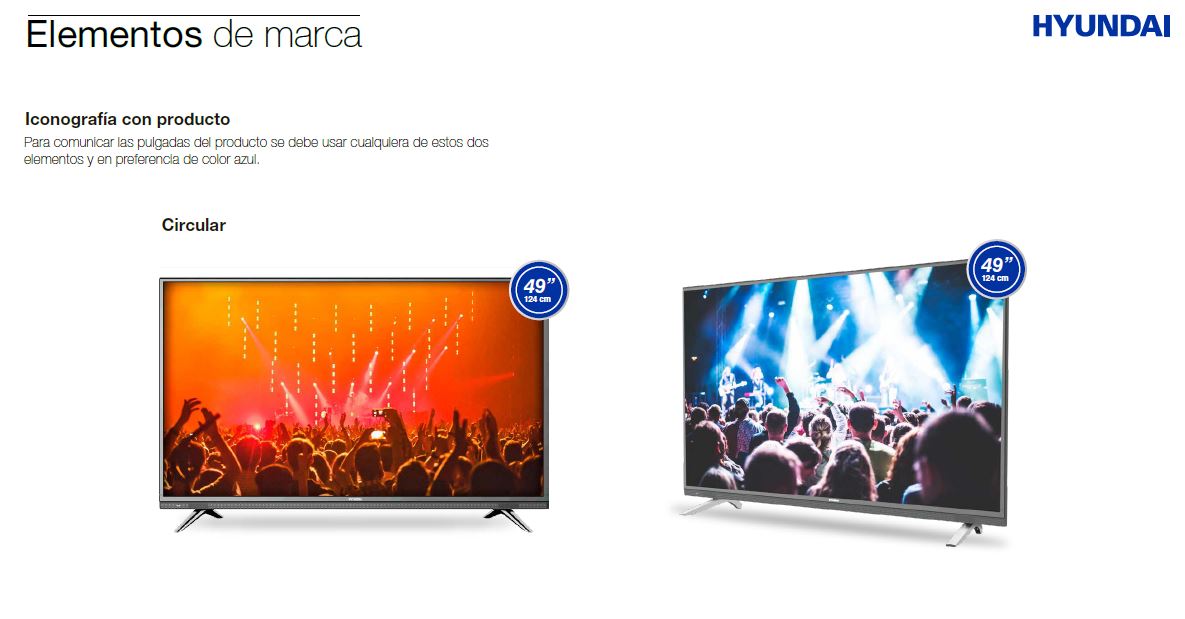 Elementos de marca
HYUNDAI
Iconografía con producto
Para comunicar las pulgadas del producto se debe usar cualquiera de estos dos
elementos y en preferencia de color azul.
Circular
49”
124 cm
49”
124 cm